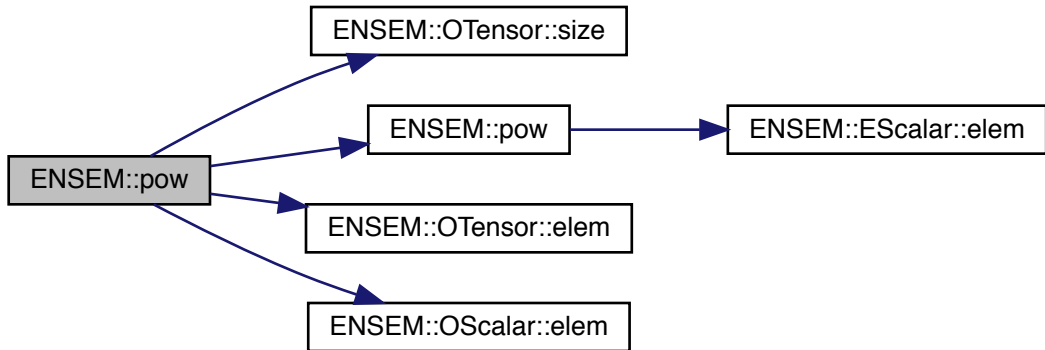 ENSEM::OTensor::size
ENSEM::pow
ENSEM::EScalar::elem
ENSEM::pow
ENSEM::OTensor::elem
ENSEM::OScalar::elem